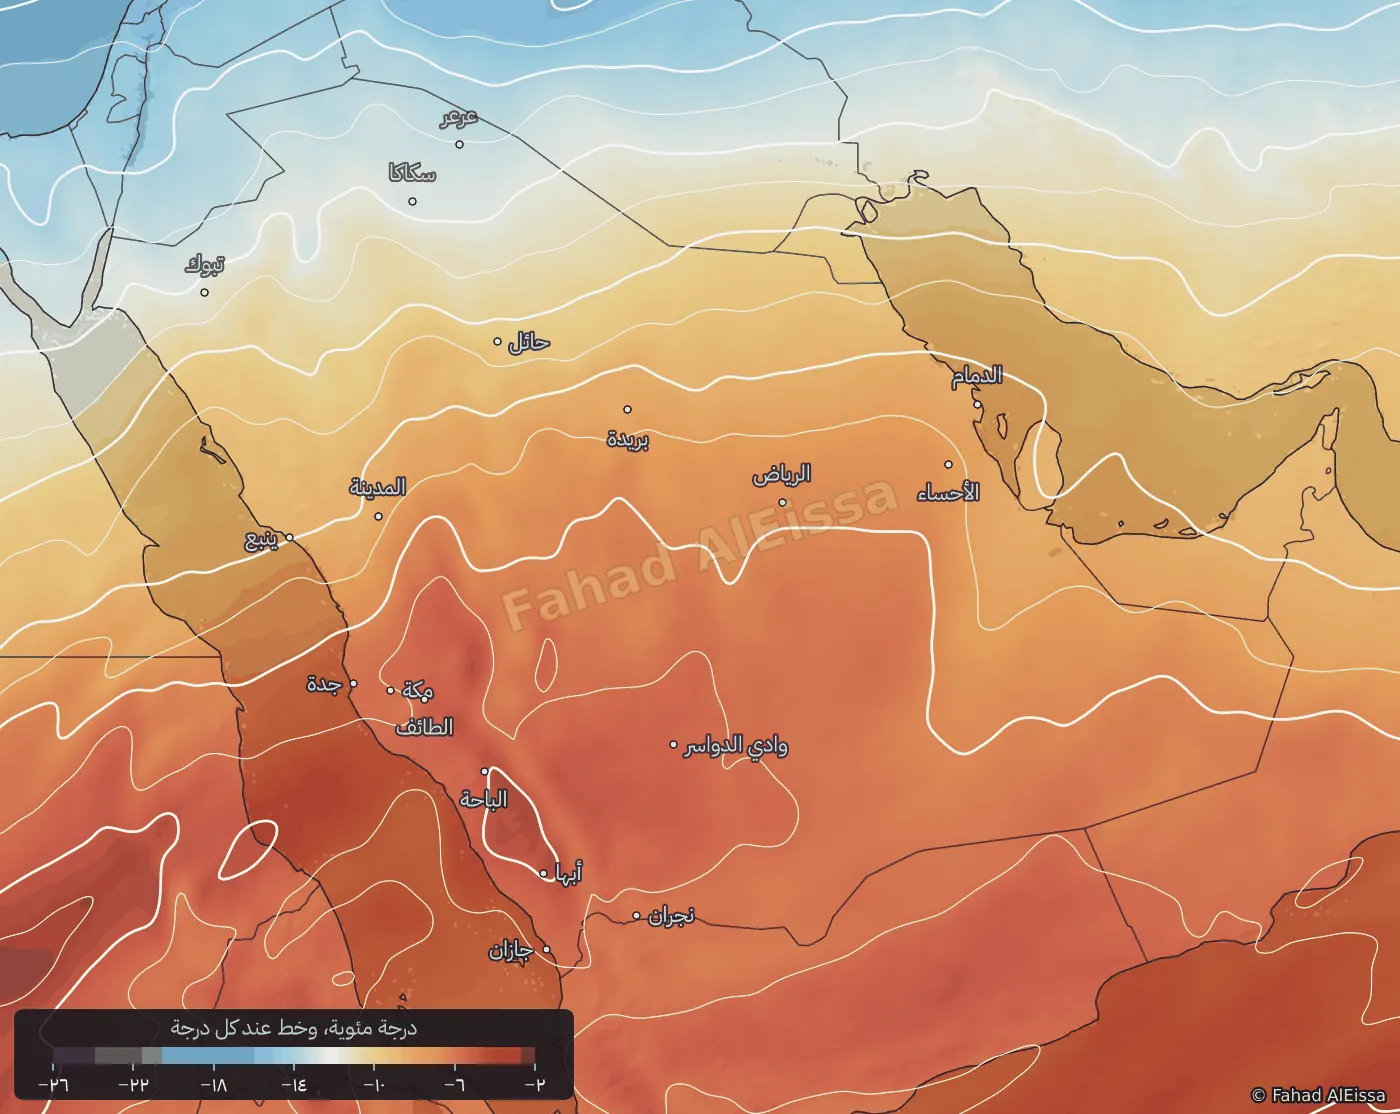 عرعر
سكاكا
تبوك
حائل
الدمام
بريدة
الرياض
الأحساء
المدينة
ينبع
Fahad AlEissa
جدة
مكة
الطائف
وادي الدواسر
الباحة
أبها
نجران
جازان
درجة مئوية، وخط عند كل درجة
−٢٦ −٢٢ −١٨ −١٤ −١٠ −٦ −٢
© Fahad AlEissa